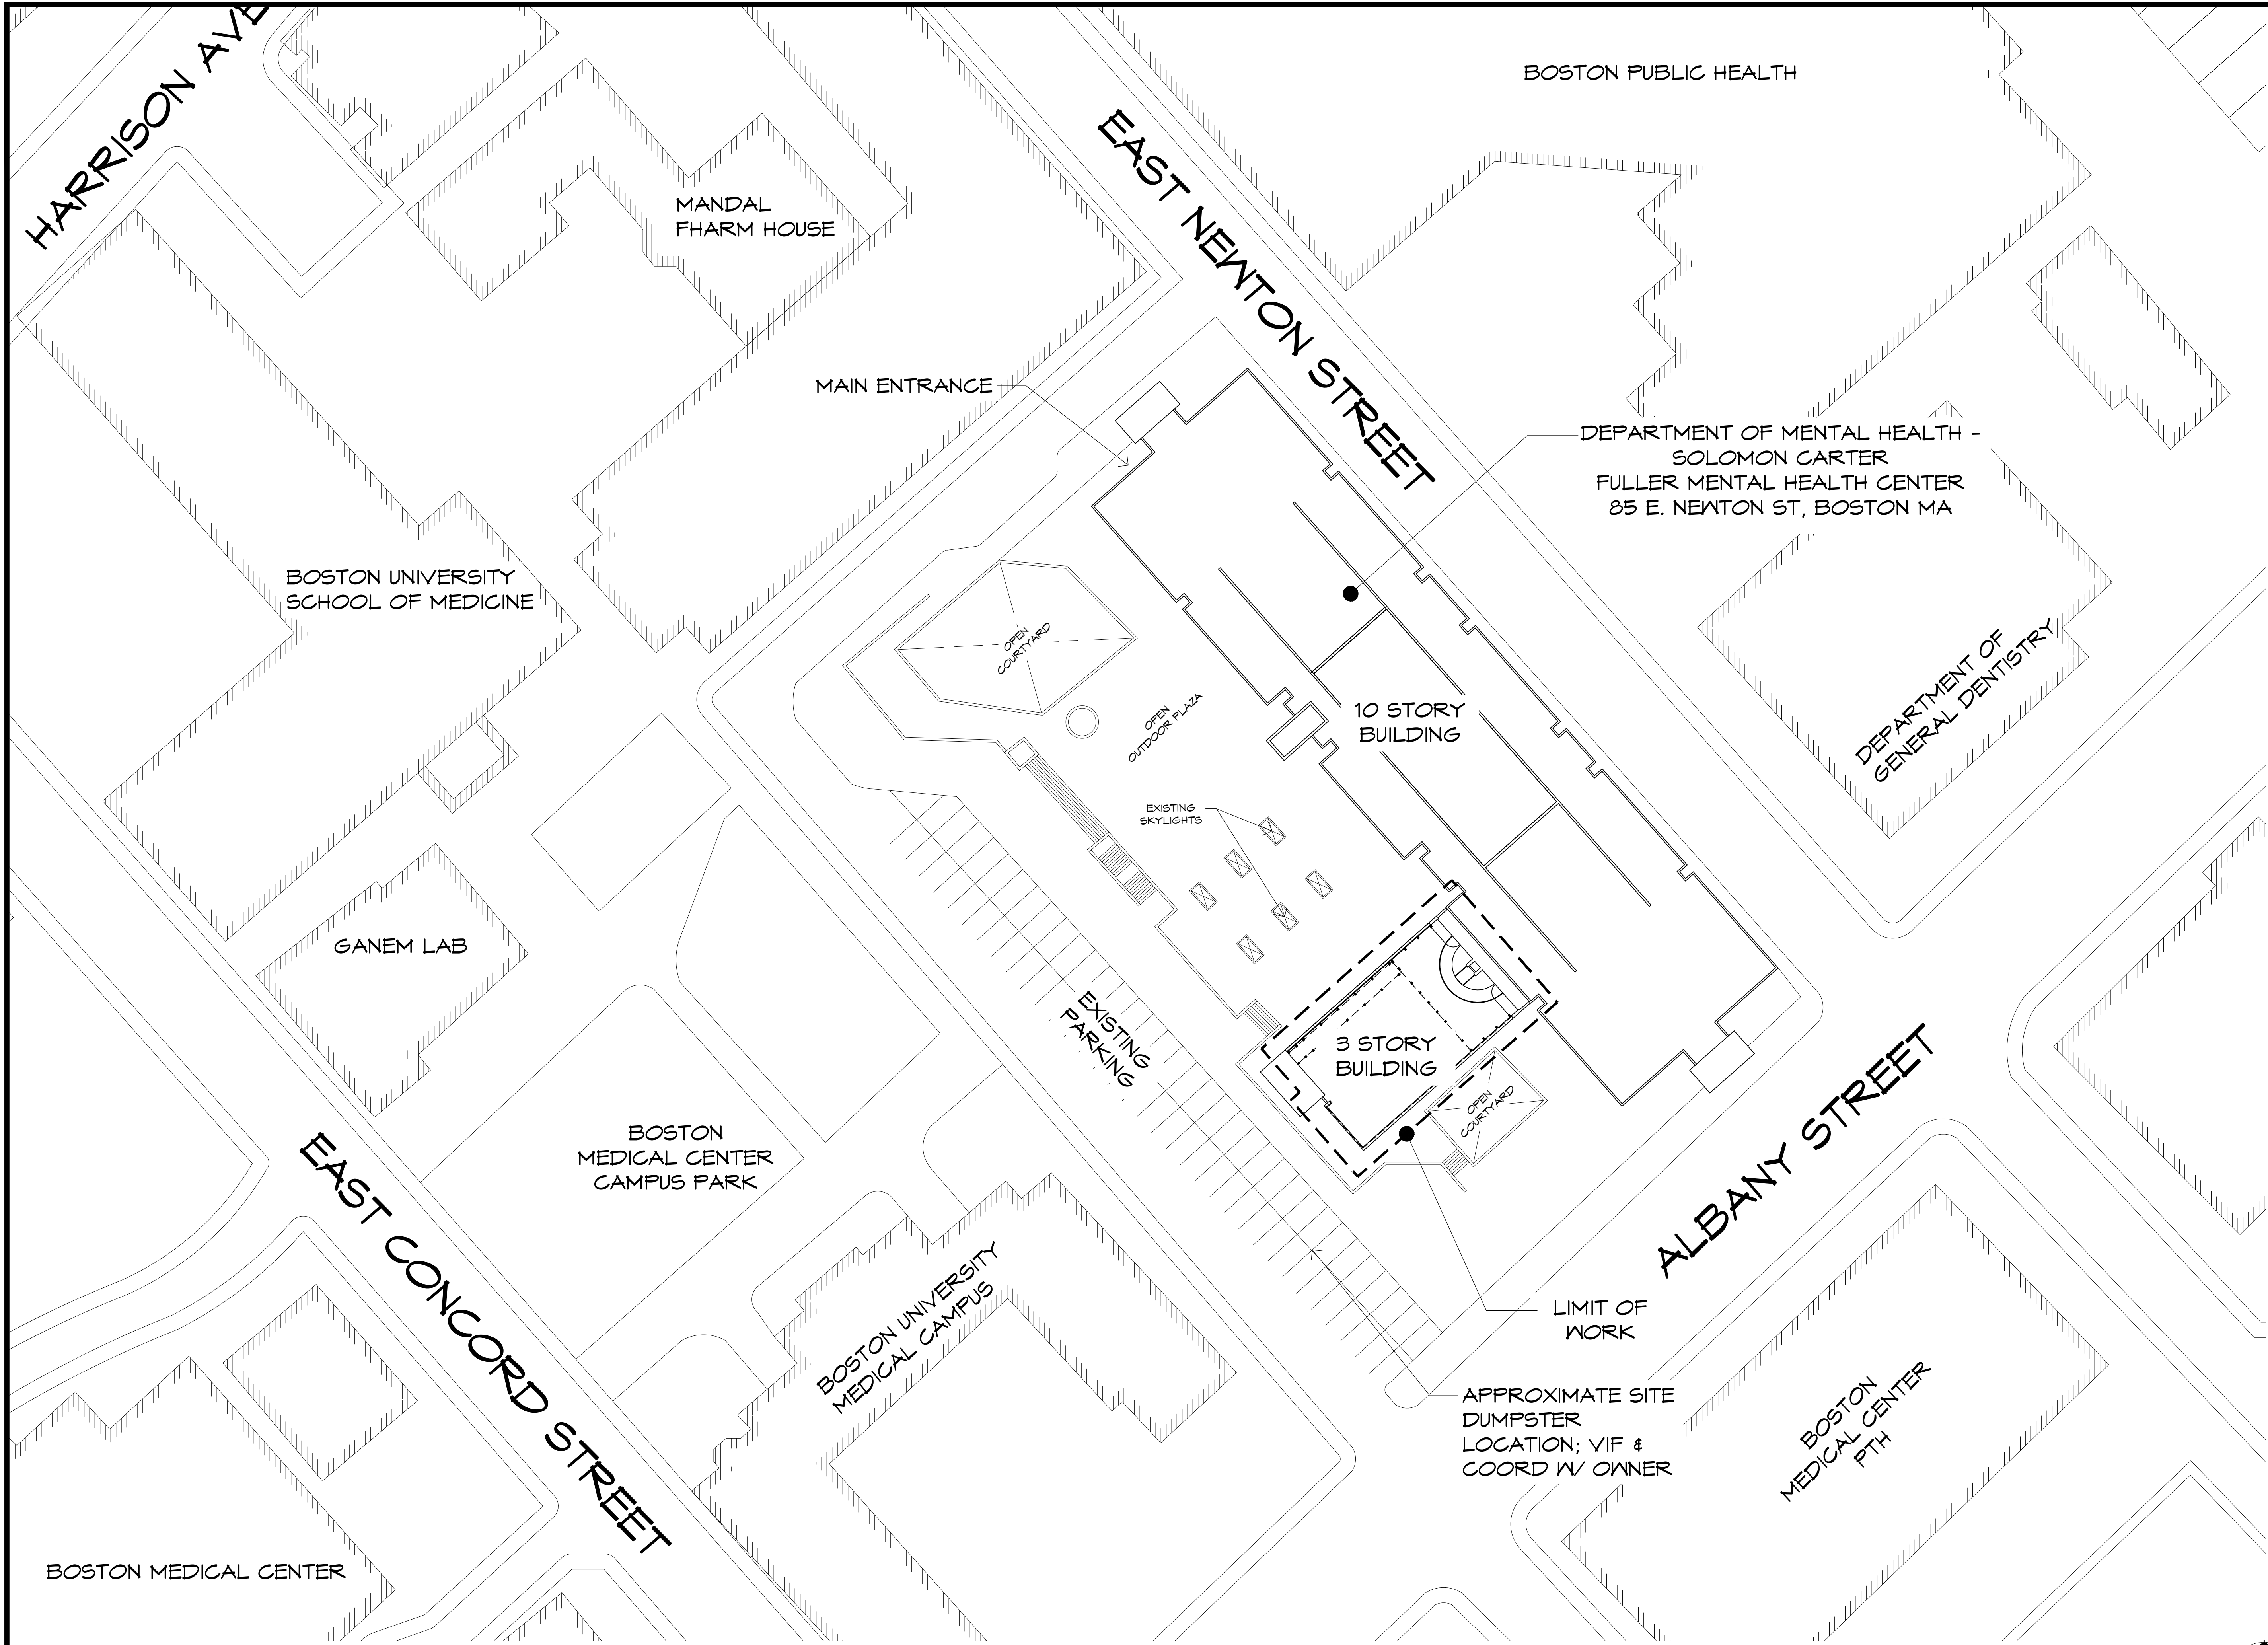 HARRISON AVE
BOSTON PUBLIC HEALTH
EAST NEWTON STREET
MANDAL
FHARM HOUSE
MAIN ENTRANCE
DEPARTMENT OF MENTAL HEALTH -
SOLOMON CARTER
FULLER MENTAL HEALTH CENTER
85 E. NEWTON ST, BOSTON MA
BOSTON UNIVERSITY
SCHOOL OF MEDICINE
OPEN
COURTYARD
OPEN
OUTDOOR PLAZA
10 STORY
BUILDING
DEPARTMENT OF
GENERAL DENTISTRY
EXISTING
SKYLIGHTS
GANEM LAB
EXISTING
PARKING
3 STORY
BUILDING
OPEN
COURTYARD
ALBANY STREET
BOSTON
MEDICAL CENTER
CAMPUS PARK
EAST CONCORD STREET
BOSTON UNIVERSITY
MEDICAL CAMPUS
LIMIT OF
WORK
APPROXIMATE SITE
DUMPSTER
LOCATION; VIF &
COORD W/ OWNER
BOSTON
MEDICAL CENTER
PTH
BOSTON MEDICAL CENTER